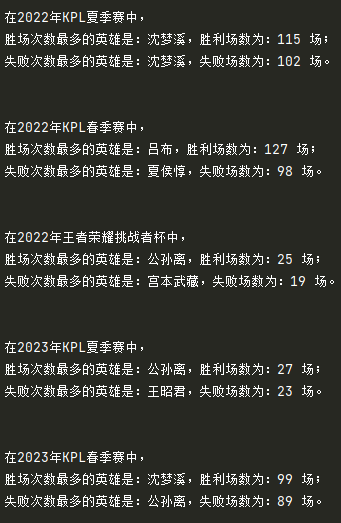 在2022年KPL夏季赛中，
胜场次数最多的英雄是：沈梦溪，胜利场数为：115 场；
失败次数最多的英雄是：沈梦溪，失败场数为：102 场。
在2022年KPL春季赛中，
胜场次数最多的英雄是：吕布，胜利场数为：127 场；
失败次数最多的英雄是：夏侯惇，失败场数为：98 场。
在2022年王者荣耀挑战者杯中，
胜场次数最多的英雄是：公孙离，胜利场数为：25 场；
失败次数最多的英雄是：宫本武藏，失败场数为：19 场。
在2023年KPL夏季赛中，
胜场次数最多的英雄是：公孙离，胜利场数为：27 场；
失败次数最多的英雄是：王昭君，失败场数为：23 场。
在2023年KPL春季赛中，
胜场次数最多的英雄是：沈梦溪，胜利场数为：99 场；
失败次数最多的英雄是：公孙离，失败场数为：89 场。